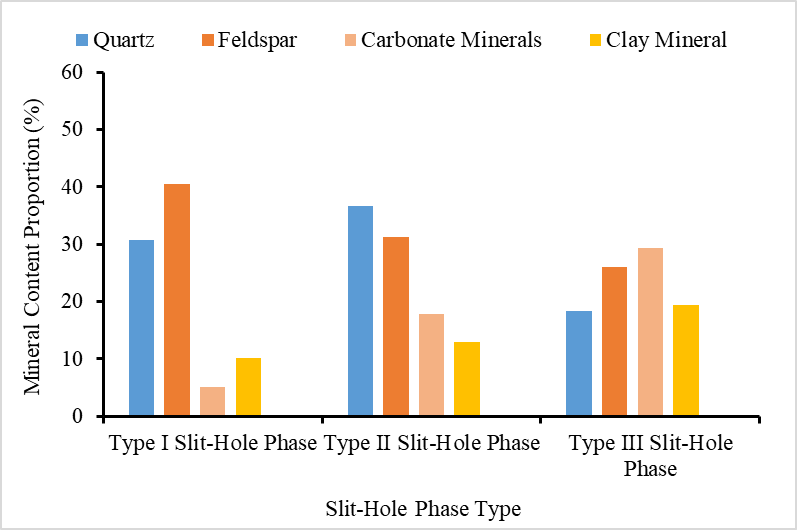 Quartz Feldspar Carbonate Minerals Clay Mineral
Mineral Content Proportion (%)
60
50
40
30
20
10
0
Type I Slit-Hole Phase Type II Slit-Hole Phase Type III Slit-Hole
Phase
Slit-Hole Phase Type